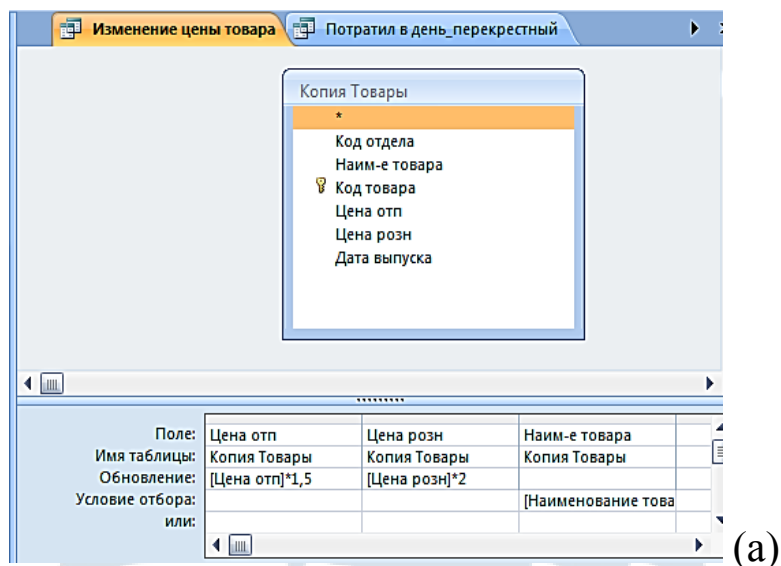 Изменение цены товара Потратил в день_перекрестный
Копия Товары
*
Код отдела
Наим-е товара
Код товара
Цена отп
Цена розн
Дата выпуска
Поле: Цена отп Цена розн Наим-е товара
Имя таблицы: Копия Товары Копия Товары Копия Товары
Обновление: [Цена отп]*1,5 [Цена розн]*2
Условие отбора: [Наименование това
или:
(а)